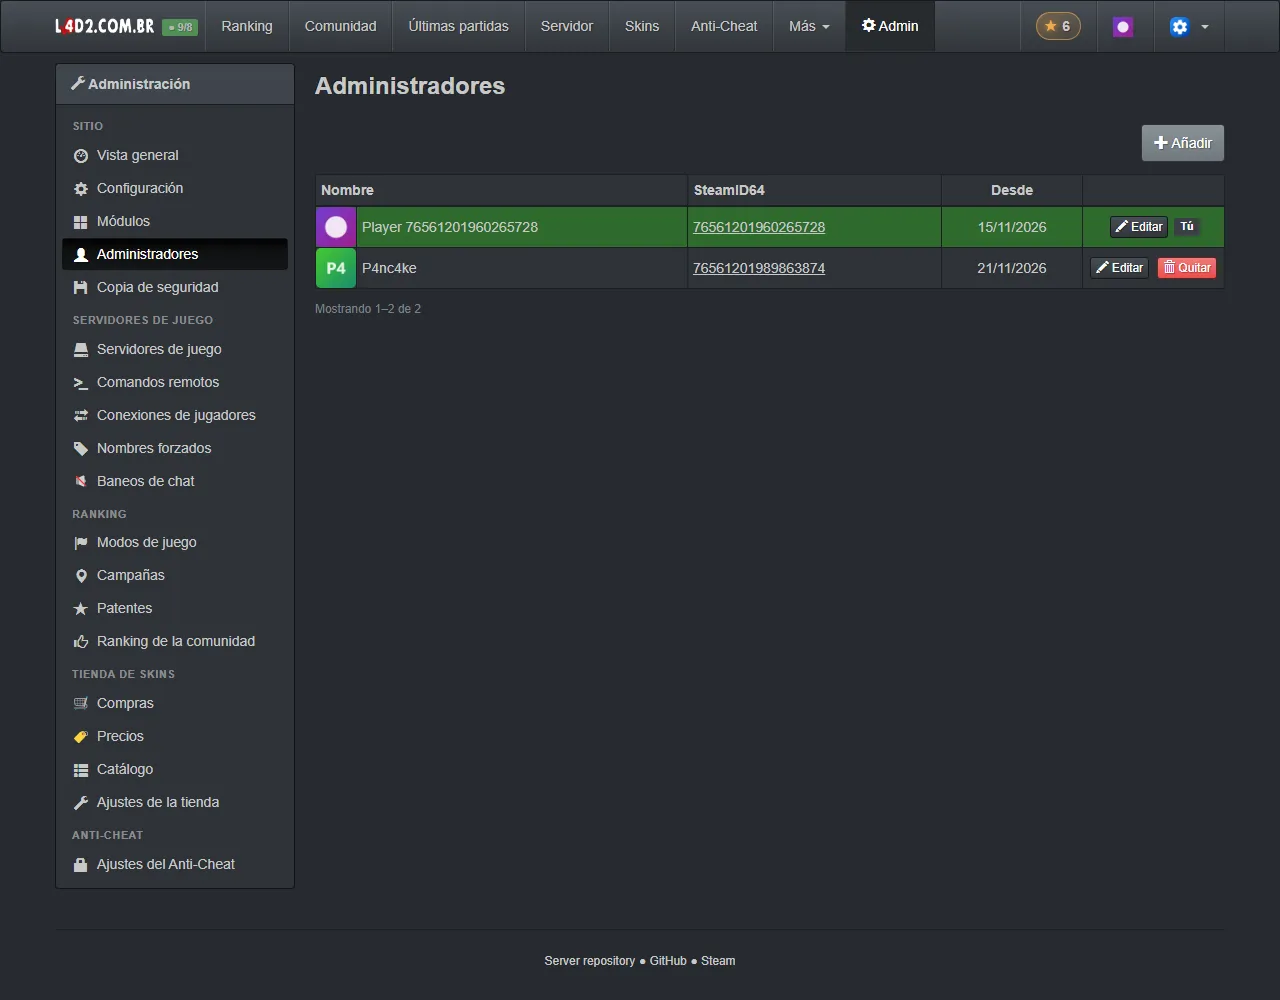 L4D2.COM.BR 9/8 Ranking Comunidad Últimas partidas Servidor Skins Anti-Cheat Más Admin 6
Administración
SITIO
Vista general
Configuración
Módulos
Administradores
Copia de seguridad
SERVIDORES DE JUEGO
Servidores de juego
Comandos remotos
Conexiones de jugadores
Nombres forzados
Baneos de chat
RANKING
Modos de juego
Campañas
Patentes
Ranking de la comunidad
TIENDA DE SKINS
Compras
Precios
Catálogo
Ajustes de la tienda
ANTI-CHEAT
Ajustes del Anti-Cheat
Administradores
Añadir
Nombre SteamID64 Desde
Player 76561201960265728 76561201960265728 15/11/2026 Editar Tú
P4 P4nc4ke 76561201989863874 21/11/2026 Editar Quitar
Mostrando 1–2 de 2
Server repository ● GitHub ● Steam